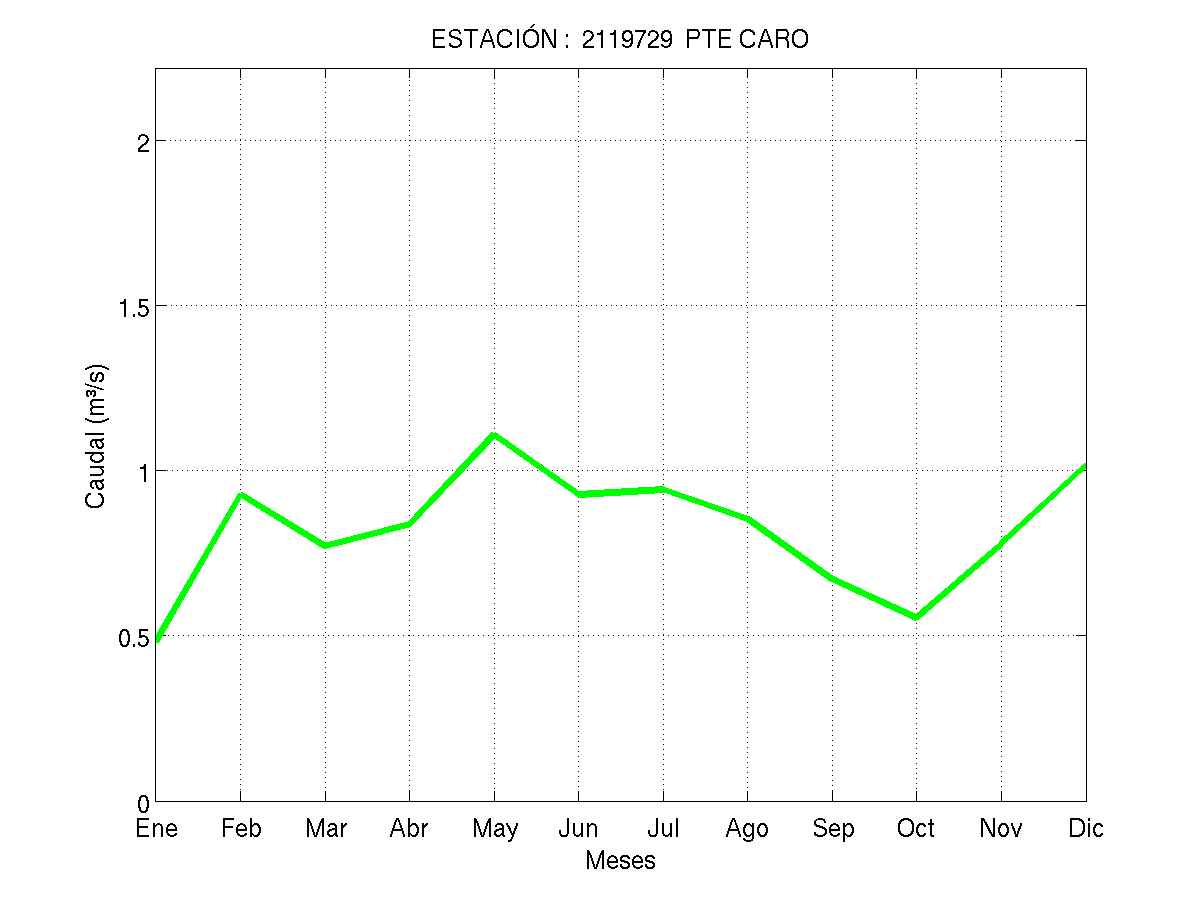 ESTACIÓN :  2119729  PTE CARO
2
1.5
1
0.5
0
Caudal (m³/s)
Ene Feb Mar Abr May Jun Jul Ago Sep Oct Nov Dic
Meses